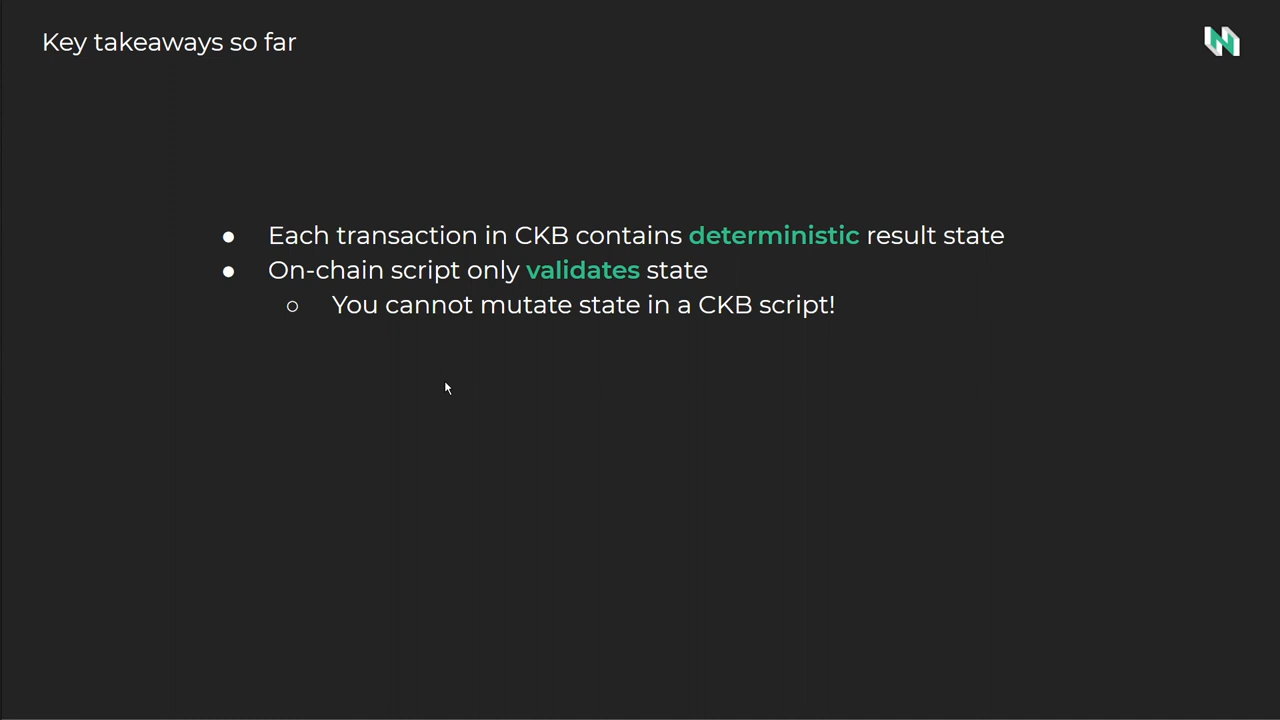 Key takeaways so far
● Each transaction in CKB contains deterministic result state
● On-chain script only validates state
○ You cannot mutate state in a CKB script!